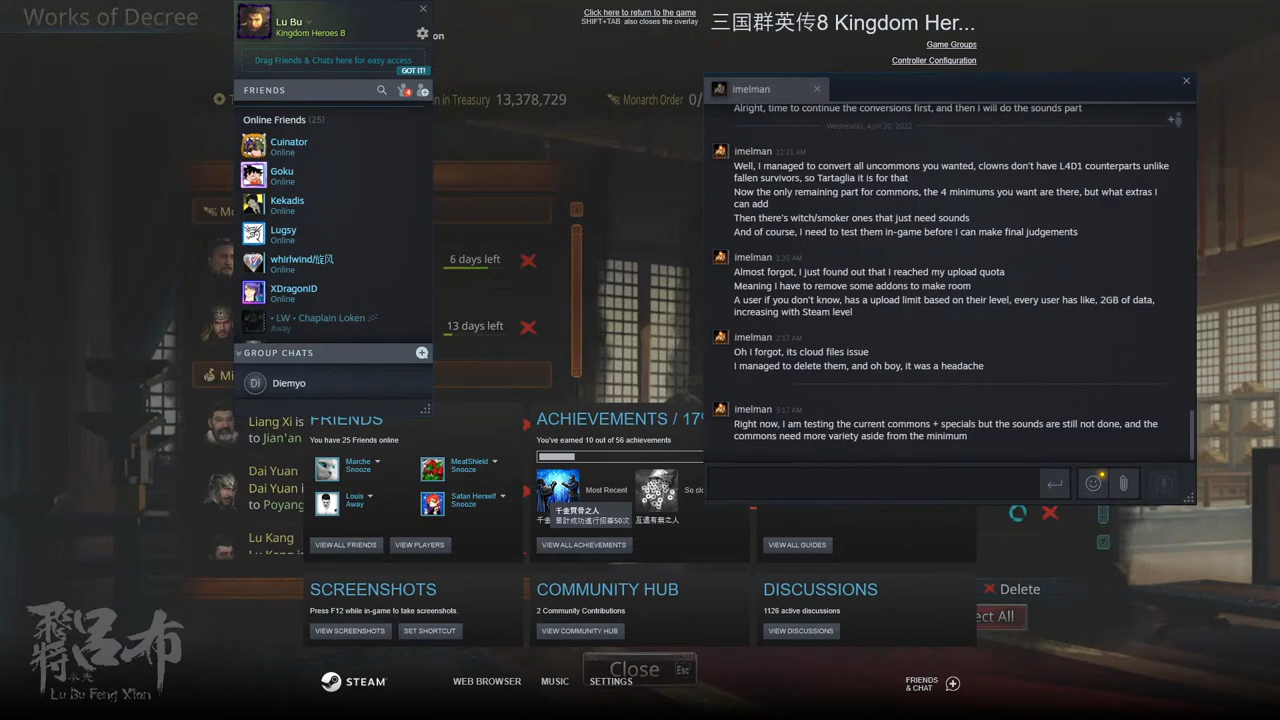 Works of Decree
Lu Bu
Kingdom Heroes 8
Drag Friends & Chats here for easy access
GOT IT!
FRIENDS
4
Online Friends (25)
Cuinator
Online
Goku
Online
Kekadis
Online
Lugsy
Online
whirlwind/旋风
Online
XDragonID
Online
• LW • Chaplain Loken
Away
GROUP CHATS
Di
Diemyo
on
Click here to return to the game
SHIFT+TAB also closes the overlay
三国群英传8 Kingdom Her...
Game Groups
Controller Configuration
in Treasury 13,378,729
Monarch Order 0/
6 days left
13 days left
imelman
Alright, time to continue the conversions first, and then I will do the sounds part
Wednesday, April 20, 2022
imelman 12:21 AM
Well, I managed to convert all uncommons you wanted, clowns don't have L4D1 counterparts unlike
fallen survivors, so Tartaglia it is for that
Now the only remaining part for commons, the 4 minimums you want are there, but what extras I
can add
Then there's witch/smoker ones that just need sounds
And of course, I need to test them in-game before I can make final judgements
imelman 1:35 AM
Almost forgot, I just found out that I reached my upload quota
Meaning I have to remove some addons to make room
A user if you don't know, has a upload limit based on their level, every user has like, 2GB of data,
increasing with Steam level
imelman 2:17 AM
Oh I forgot, its cloud files issue
I managed to delete them, and oh boy, it was a headache
imelman 5:17 AM
Right now, I am testing the current commons + specials but the sounds are still not done, and the
commons need more variety aside from the minimum
Liang Xi is
to Jian'an
Dai Yuan
Dai Yuan is
to Poyang
Lu Kang
FRIENDS
You have 25 Friends online
Marche
Snooze
MeatShield
Snooze
Louis
Away
Satan Herself
Snooze
VIEW ALL FRIENDS
VIEW PLAYERS
ACHIEVEMENTS / 17%
You've earned 10 out of 56 achievements
Most Recent
So clo
千金買骨之人
累計成功進行招募50次
互通有無之人
VIEW ALL ACHIEVEMENTS
VIEW ALL GUIDES
SCREENSHOTS
Press F12 while in-game to take screenshots.
VIEW SCREENSHOTS
SET SHORTCUT
COMMUNITY HUB
2 Community Contributions
VIEW COMMUNITY HUB
DISCUSSIONS
1126 active discussions
VIEW DISCUSSIONS
Delete
ect All
Close
Esc
飛將呂布
Lu Bu Feng Xian
STEAM
WEB BROWSER
MUSIC
SETTINGS
FRIENDS
& CHAT